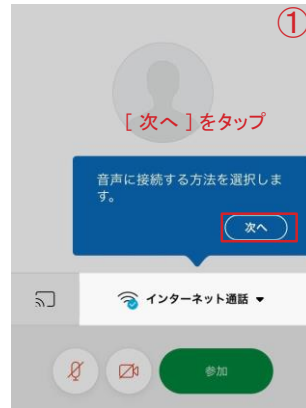 ①
[ 次へ ] をタップ
音声に接続する方法を選択しま
す。
次へ
インターネット通話
参加